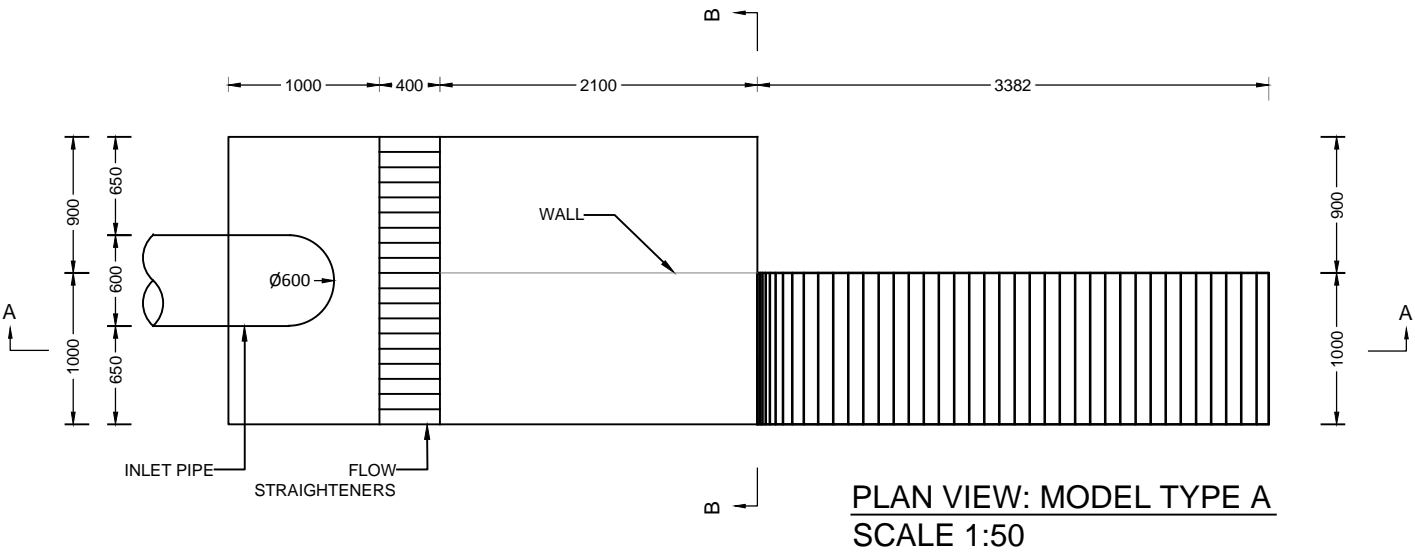 B
1000
400
2100
3382
900
650
600
1000
650
900
1000
WALL
Ø600
A
A
INLET PIPE
FLOW
STRAIGHTENERS
B
PLAN VIEW: MODEL TYPE A
SCALE 1:50